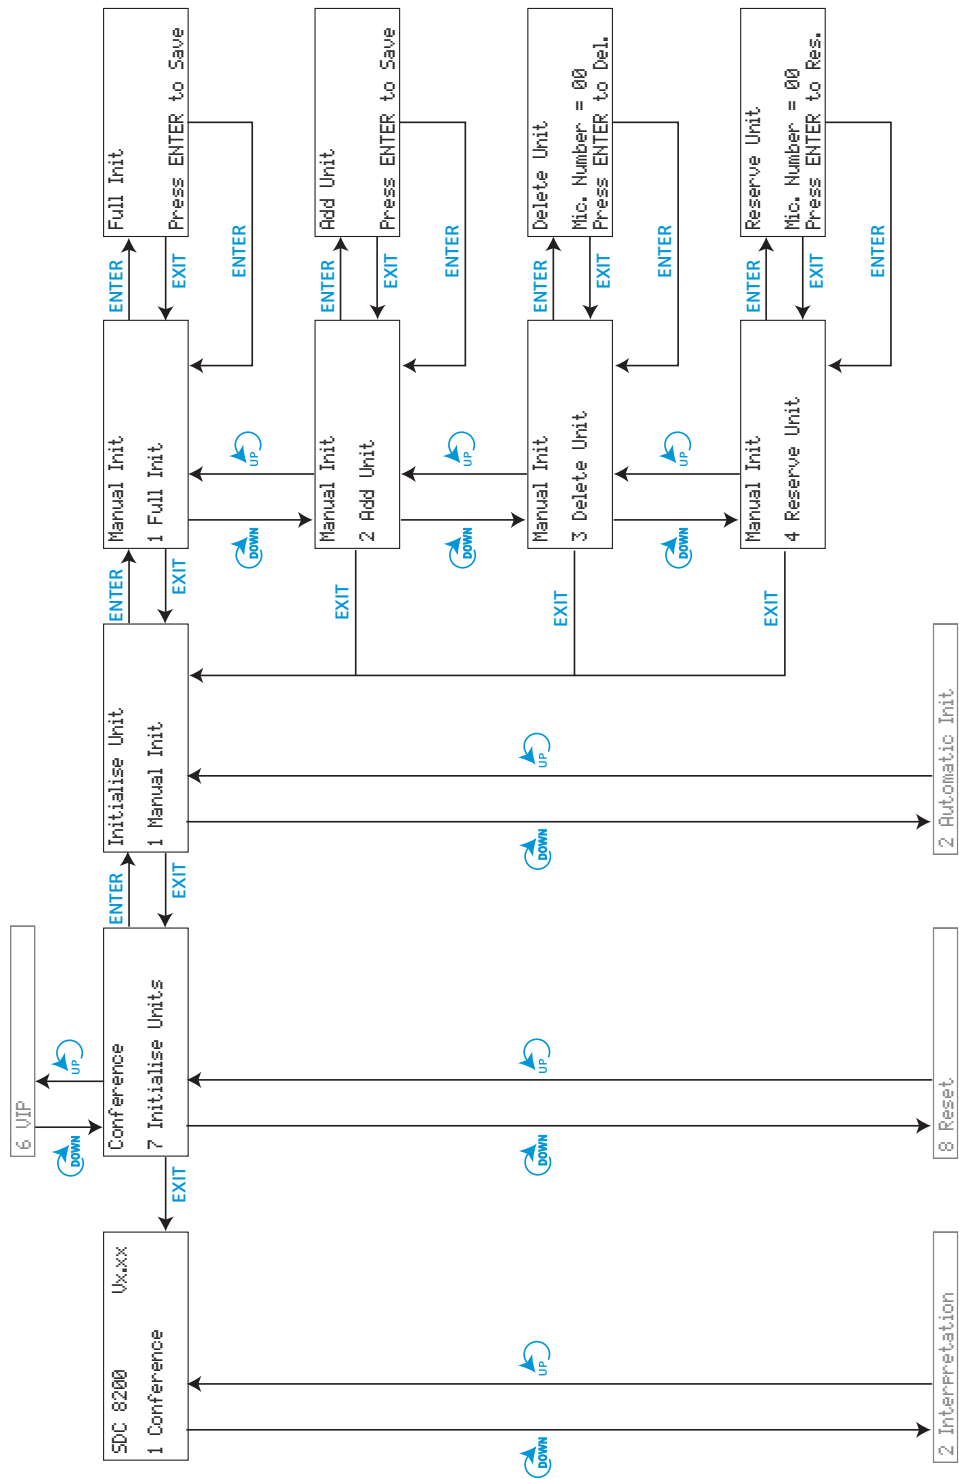 6 VIP
DOWN
UP
SDC 8200 Vx.xx
1 Conference
EXIT
Conference
7 Initialise Units
ENTER
EXIT
Initialise Unit
1 Manual Init
ENTER
EXIT
Manual Init
1 Full Init
ENTER
EXIT
Full Init
Press ENTER to Save
ENTER
DOWN
UP
EXIT
Manual Init
2 Add Unit
ENTER
EXIT
Add Unit
Press ENTER to Save
ENTER
DOWN
UP
EXIT
Manual Init
3 Delete Unit
ENTER
EXIT
Delete Unit
Mic. Number = 00
Press ENTER to Del.
ENTER
DOWN
UP
EXIT
Manual Init
4 Reserve Unit
ENTER
EXIT
Reserve Unit
Mic. Number = 00
Press ENTER to Res.
ENTER
DOWN
UP
DOWN
UP
DOWN
UP
2 Interpretation
8 Reset
2 Automatic Init